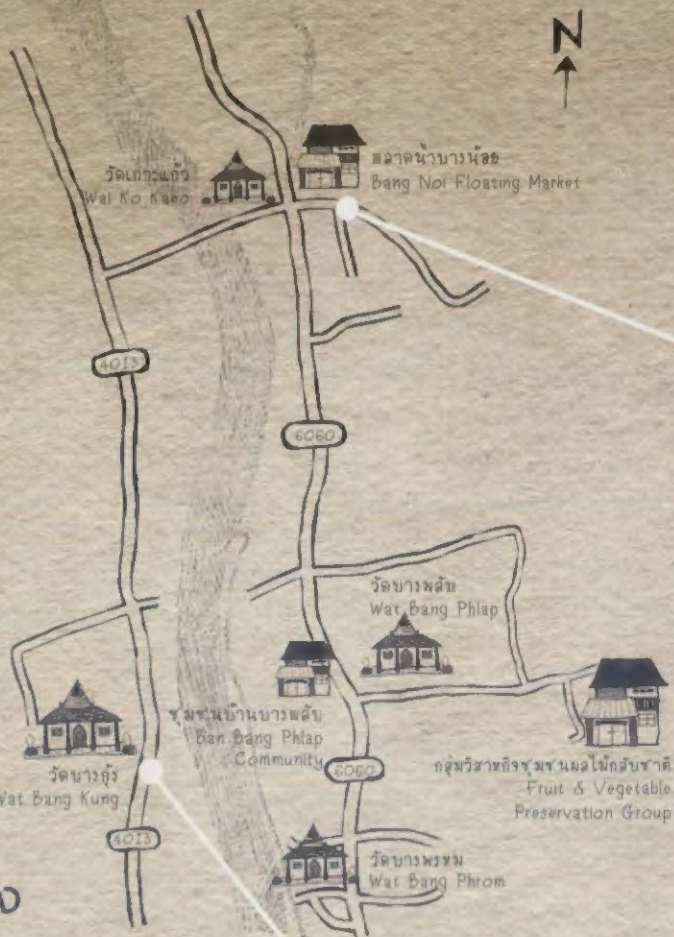 N
ตลาดน้ำบางน้อย
Bang Noi Floating Market
วัดเกาะแก้ว
Wat Ko Kaeo
4013
6060
วัดบางพลับ
Wat Bang Phlap
ชุมชนบ้านบางพลับ
Ban Bang Phlap
Community
กลุ่มวิสาหกิจชุมชนผลไม้กลับชาติ
Fruit & Vegetable
Preservation Group
วัดบางกุ้ง
Wat Bang Kung
6060
4013
วัดบางพรหม
Wat Bang Phrom